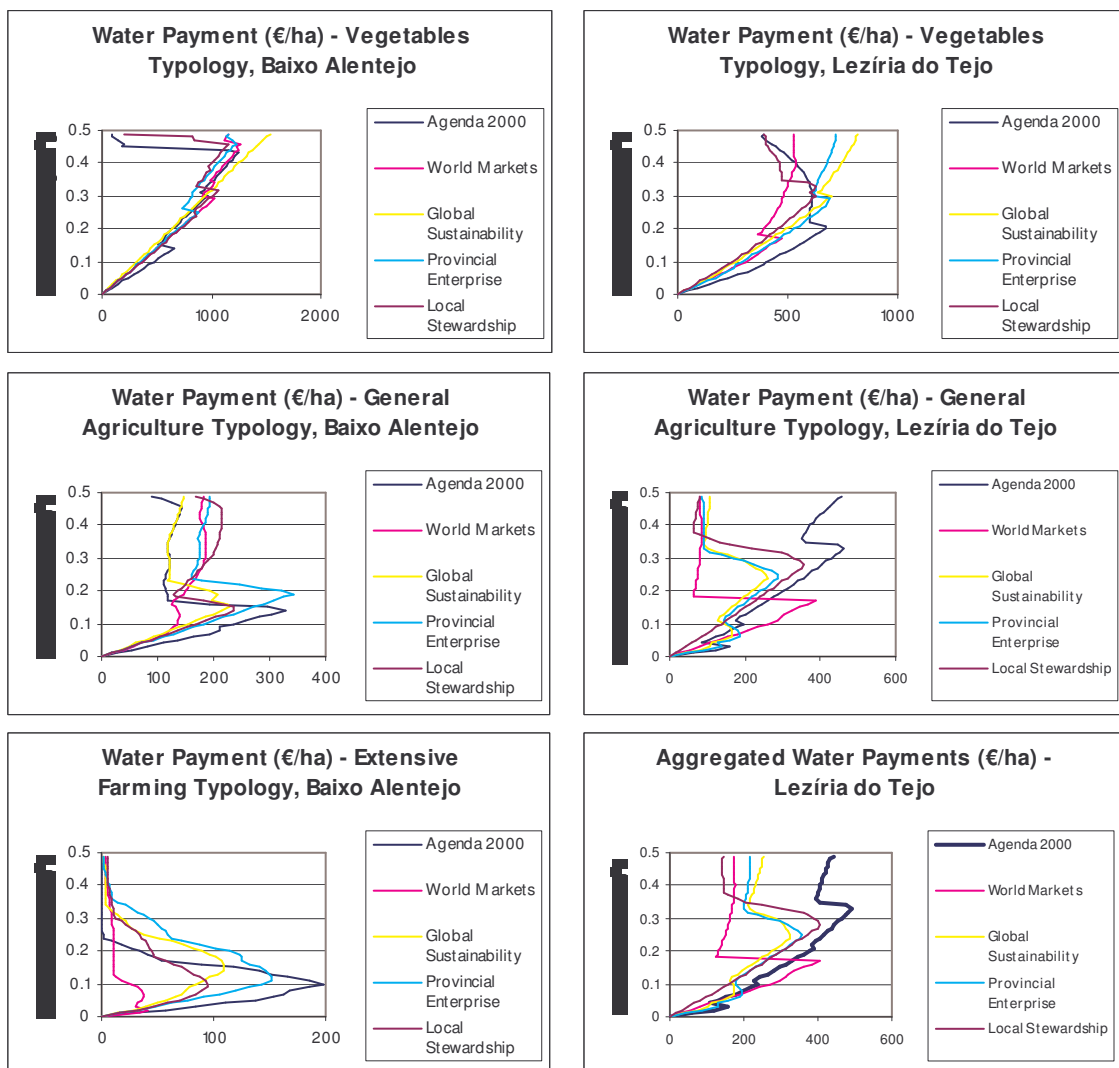 Water Payment (€/ha) - Vegetables
Typology, Baixo Alentejo
0.5
0.4
0.3
0.2
0.1
0
0
1000
2000
Agenda 2000
World Markets
Global
Sustainability
Provincial
Enterprise
Local
Stewardship
Water Payment (€/ha) - Vegetables
Typology, Lezíria do Tejo
0.5
0.4
0.3
0.2
0.1
0
0
500
1000
Agenda 2000
World Markets
Global
Sustainability
Provincial
Enterprise
Local
Stewardship
Water Payment (€/ha) - General
Agriculture Typology, Baixo Alentejo
0.5
0.4
0.3
0.2
0.1
0
0
100
200
300
400
Agenda 2000
World Markets
Global
Sustainability
Provincial
Enterprise
Local
Stewardship
Water Payment (€/ha) - General
Agriculture Typology, Lezíria do Tejo
0.5
0.4
0.3
0.2
0.1
0
0
200
400
600
Agenda 2000
World Markets
Global
Sustainability
Provincial
Enterprise
Local Stewardship
Water Payment (€/ha) - Extensive
Farming Typology, Baixo Alentejo
0.5
0.4
0.3
0.2
0.1
0
0
100
200
Agenda 2000
World Markets
Global
Sustainability
Provincial
Enterprise
Local
Stewardship
Aggregated Water Payments (€/ha) -
Lezíria do Tejo
0.5
0.4
0.3
0.2
0.1
0
0
200
400
600
Agenda 2000
World Markets
Global
Sustainability
Provincial
Enterprise
Local Stewardship